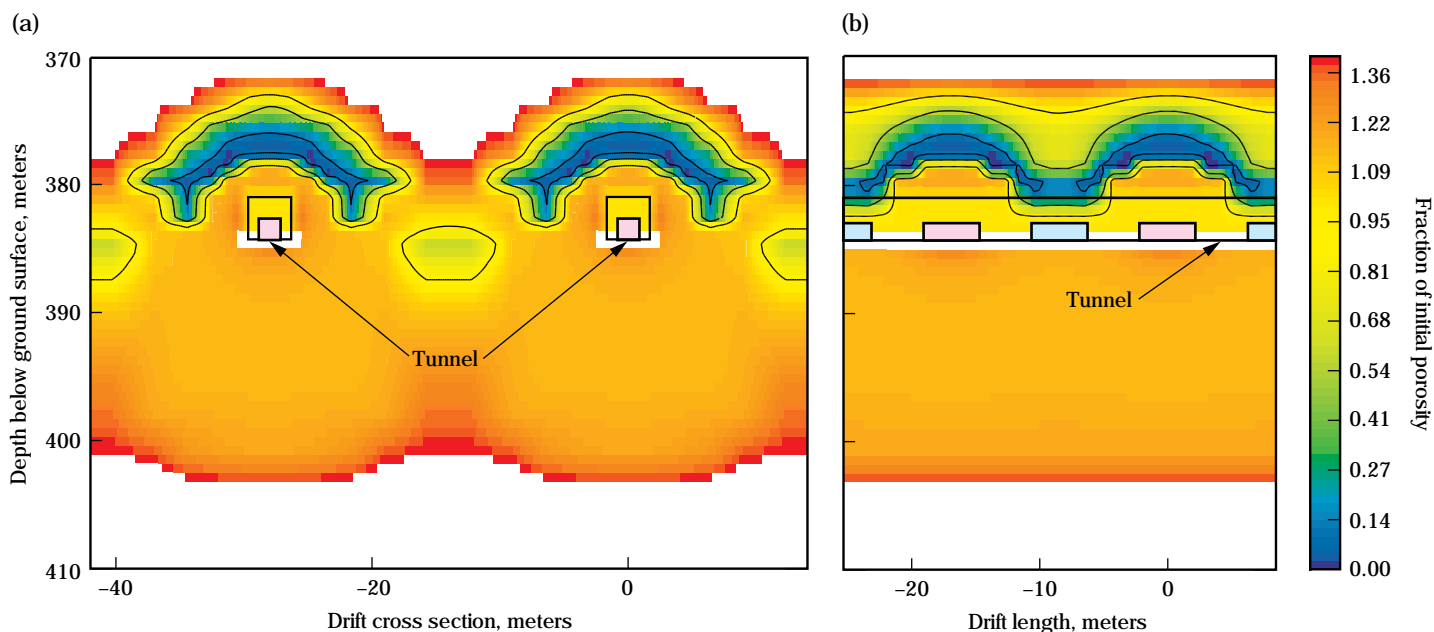 (a)
(b)
370
380
390
400
410
Depth below ground surface, meters
−40
−20
0
Drift cross section, meters
Tunnel
−20
−10
0
Drift length, meters
Tunnel
1.36
1.22
1.09
0.95
0.81
0.68
0.54
0.41
0.27
0.14
0.00
Fraction of initial porosity